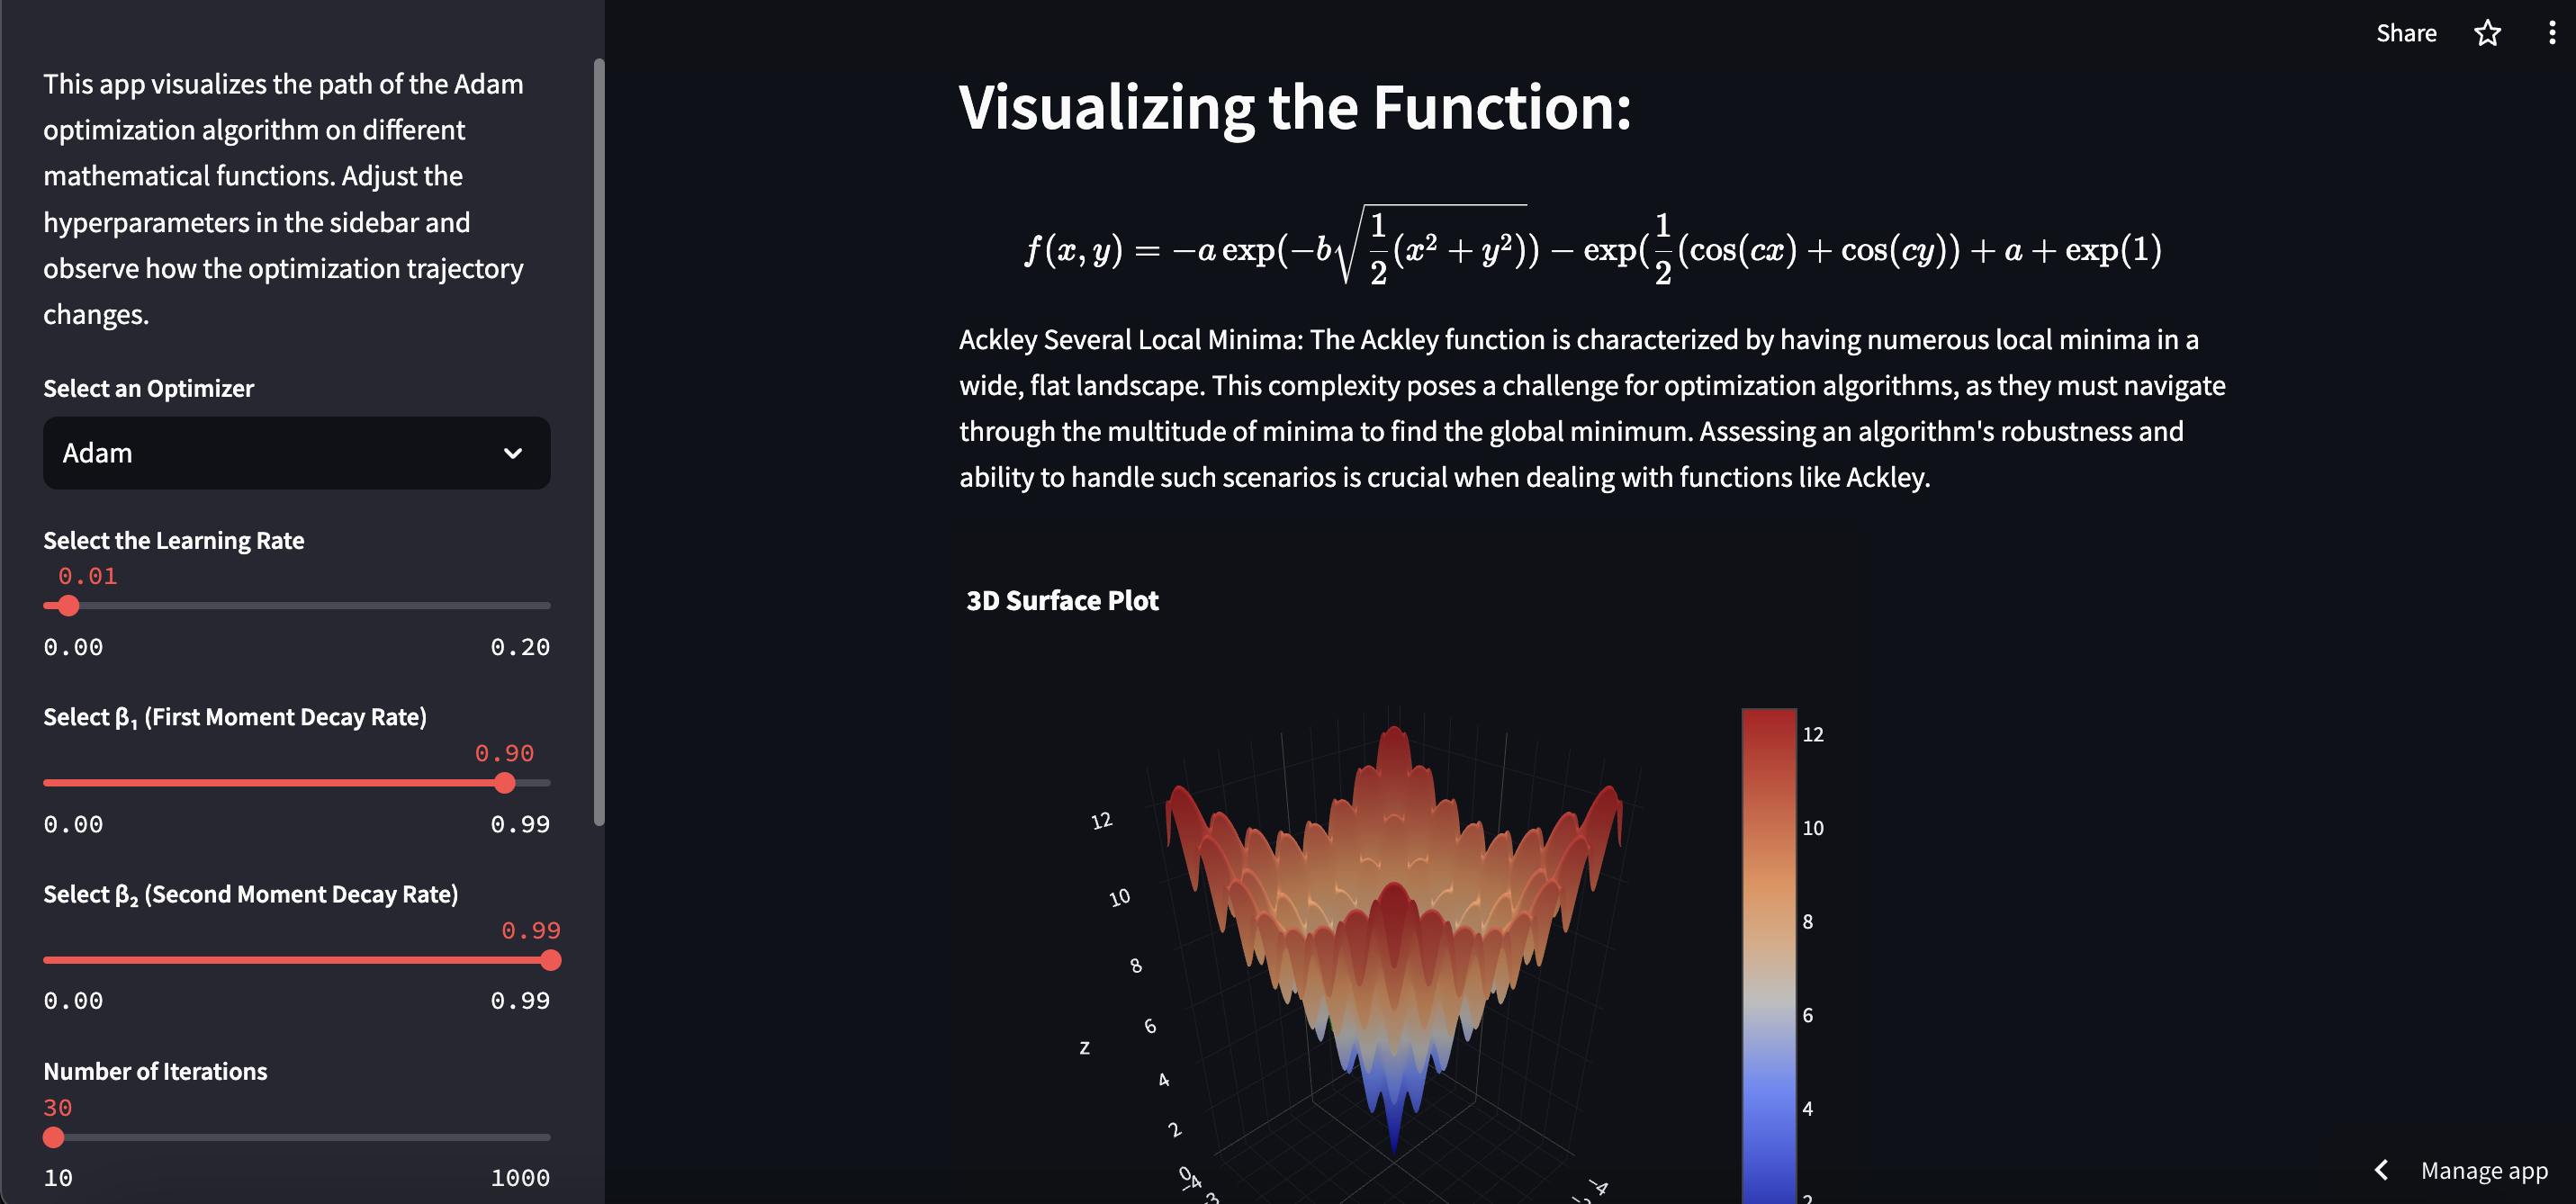 Share
This app visualizes the path of the Adam
optimization algorithm on different
mathematical functions. Adjust the
hyperparameters in the sidebar and
observe how the optimization trajectory
changes.
Select an Optimizer
Adam
Select the Learning Rate
0.01
0.00 0.20
Select β₁ (First Moment Decay Rate)
0.90
0.00 0.99
Select β₂ (Second Moment Decay Rate)
0.99
0.00 0.99
Number of Iterations
30
10 1000
Visualizing the Function:
f(x, y) = −a exp(−b√(1/2 (x² + y²)) − exp(1/2 (cos(cx) + cos(cy)) + a + exp(1)
Ackley Several Local Minima: The Ackley function is characterized by having numerous local minima in a
wide, flat landscape. This complexity poses a challenge for optimization algorithms, as they must navigate
through the multitude of minima to find the global minimum. Assessing an algorithm's robustness and
ability to handle such scenarios is crucial when dealing with functions like Ackley.
3D Surface Plot
12
10
8
6
z
4
2
0
−4
−4
12
10
8
6
4
2
Manage app